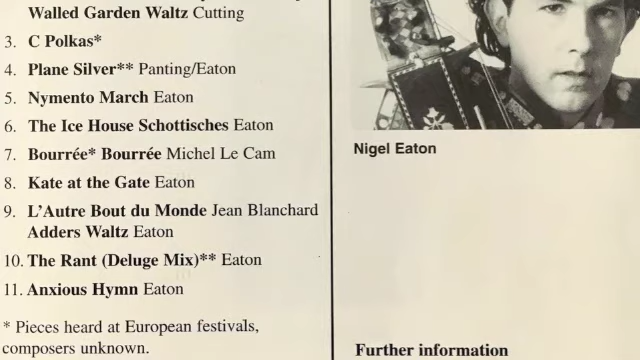 Walled Garden Waltz Cutting
3. C Polkas*
4. Plane Silver** Panting/Eaton
5. Nymento March Eaton
6. The Ice House Schottisches Eaton
7. Bourrée* Bourrée Michel Le Cam
8. Kate at the Gate Eaton
9. L'Autre Bout du Monde Jean Blanchard
Adders Waltz Eaton
10. The Rant (Deluge Mix)** Eaton
11. Anxious Hymn Eaton
* Pieces heard at European festivals,
composers unknown.
Nigel Eaton
Further information